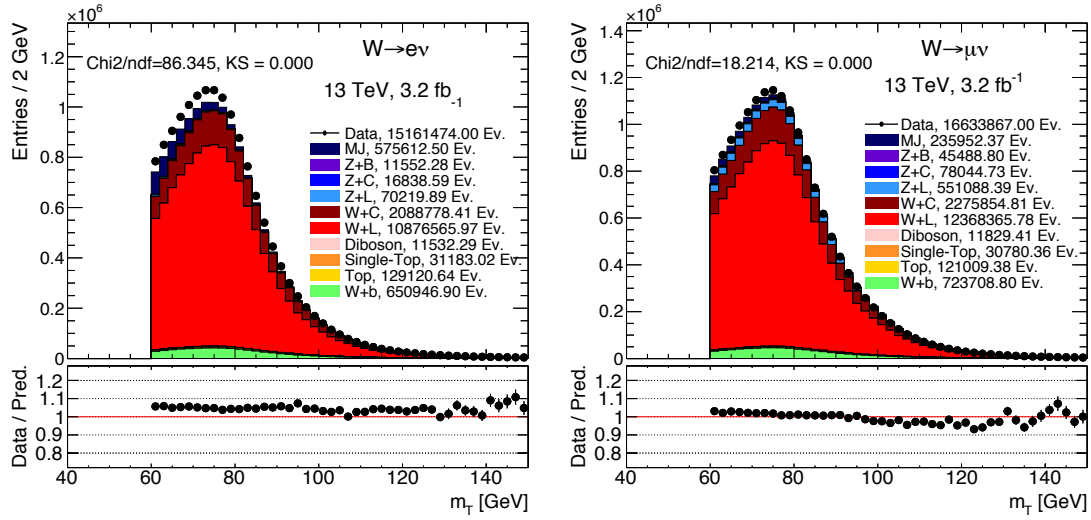 ×10⁶
Entries / 2 GeV
W→eν
Chi2/ndf=86.345, KS = 0.000
13 TeV, 3.2 fb-1
Data, 15161474.00 Ev.
MJ, 575612.50 Ev.
Z+B, 11552.28 Ev.
Z+C, 16838.59 Ev.
Z+L, 70219.89 Ev.
W+C, 2088778.41 Ev.
W+L, 10876565.97 Ev.
Diboson, 11532.29 Ev.
Single-Top, 31183.02 Ev.
Top, 129120.64 Ev.
W+b, 650946.90 Ev.
1.2
1
0.8
0.6
0.4
0.2
0
Data / Pred.
1.2
1.1
1
0.9
0.8
40 60 80 100 120 140
m_T [GeV]
×10⁶
Entries / 2 GeV
W→μν
Chi2/ndf=18.214, KS = 0.000
13 TeV, 3.2 fb⁻¹
Data, 16633867.00 Ev.
MJ, 235952.37 Ev.
Z+B, 45488.80 Ev.
Z+C, 78044.73 Ev.
Z+L, 551088.39 Ev.
W+C, 2275854.81 Ev.
W+L, 12368365.78 Ev.
Diboson, 11829.41 Ev.
Single-Top, 30780.36 Ev.
Top, 121009.38 Ev.
W+b, 723708.80 Ev.
1.4
1.2
1
0.8
0.6
0.4
0.2
0
Data / Pred.
1.2
1.1
1
0.9
0.8
40 60 80 100 120 140
m_T [GeV]